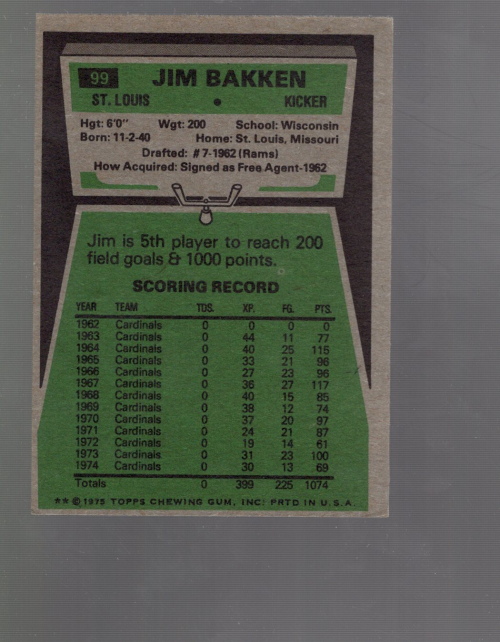 99 JIM BAKKEN
ST. LOUIS • KICKER
Hgt: 6'0" Wgt: 200 School: Wisconsin
Born: 11-2-40 Home: St. Louis, Missouri
Drafted: #7-1962 (Rams)
How Acquired: Signed as Free Agent-1962
Jim is 5th player to reach 200
field goals & 1000 points.
SCORING RECORD
YEAR TEAM TDS. XP. FG. PTS.
1962 Cardinals 0 0 0 0
1963 Cardinals 0 44 11 77
1964 Cardinals 0 40 25 115
1965 Cardinals 0 33 21 96
1966 Cardinals 0 27 23 96
1967 Cardinals 0 36 27 117
1968 Cardinals 0 40 15 85
1969 Cardinals 0 38 12 74
1970 Cardinals 0 37 20 97
1971 Cardinals 0 24 21 87
1972 Cardinals 0 19 14 61
1973 Cardinals 0 31 23 100
1974 Cardinals 0 30 13 69
Totals 0 399 225 1074
** © 1975 TOPPS CHEWING GUM, INC. PRTD IN U.S.A.